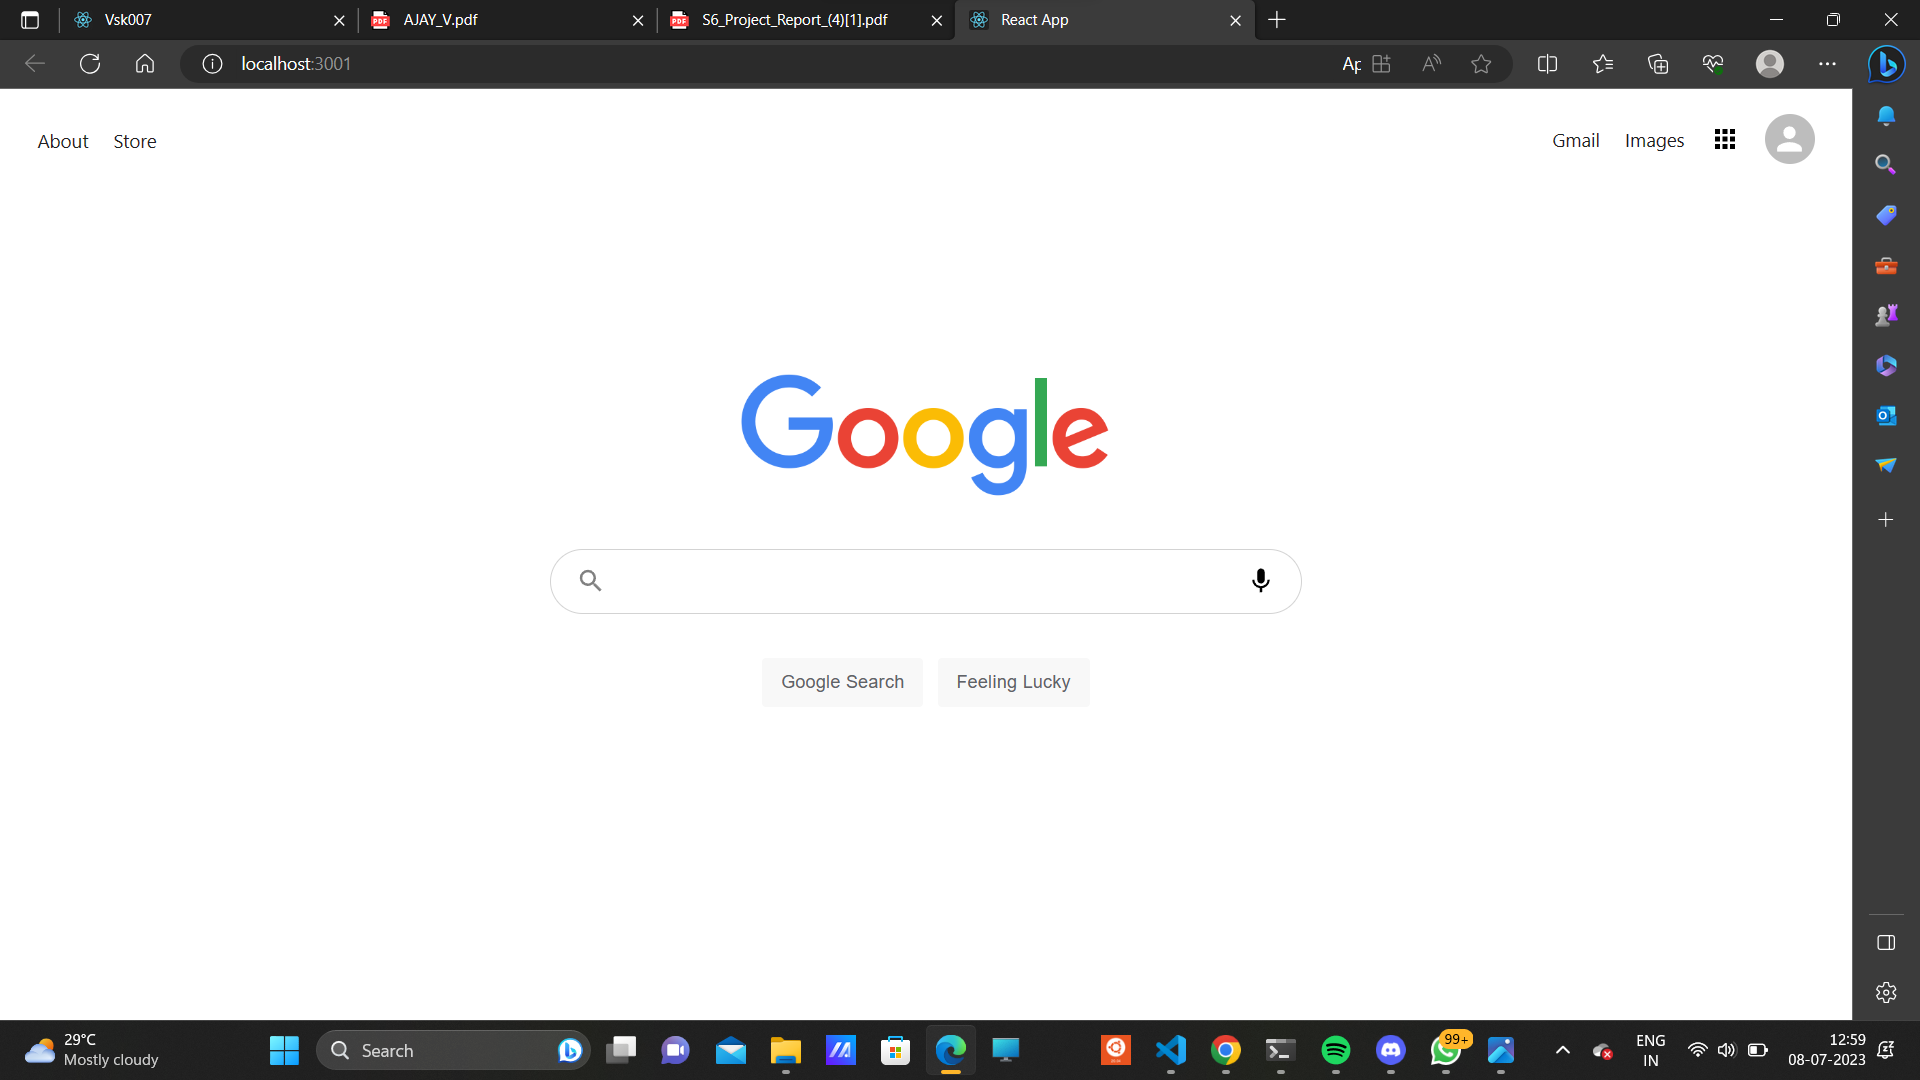 Vsk007
AJAY_V.pdf
S6_Project_Report_(4)[1].pdf
React App
localhost:3001
About Store
Gmail Images
Google
Google Search Feeling Lucky
29°C
Mostly cloudy
Search
99+
ENG
IN
12:59
08-07-2023